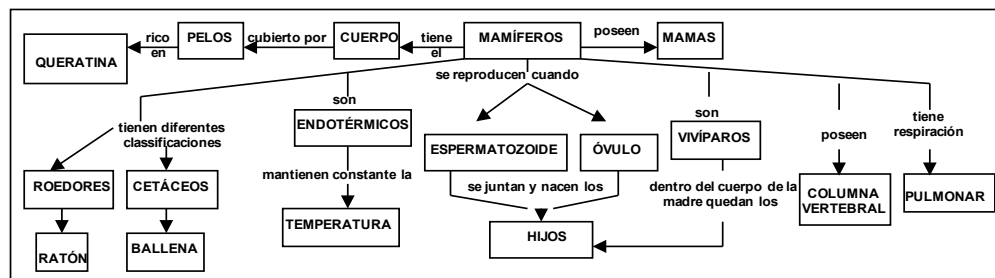 QUERATINA
rico
en
PELOS
cubierto por
CUERPO
tiene
el
MAMÍFEROS
poseen
MAMAS
se reproducen cuando
tienen diferentes
classificaciones
ROEDORES
CETÁCEOS
RATÓN
BALLENA
son
ENDOTÉRMICOS
mantienen constante la
TEMPERATURA
ESPERMATOZOIDE
ÓVULO
se juntan y nacen los
HIJOS
son
VIVÍPAROS
dentro del cuerpo de la
madre quedan los
poseen
COLUMNA
VERTEBRAL
tiene
respiración
PULMONAR